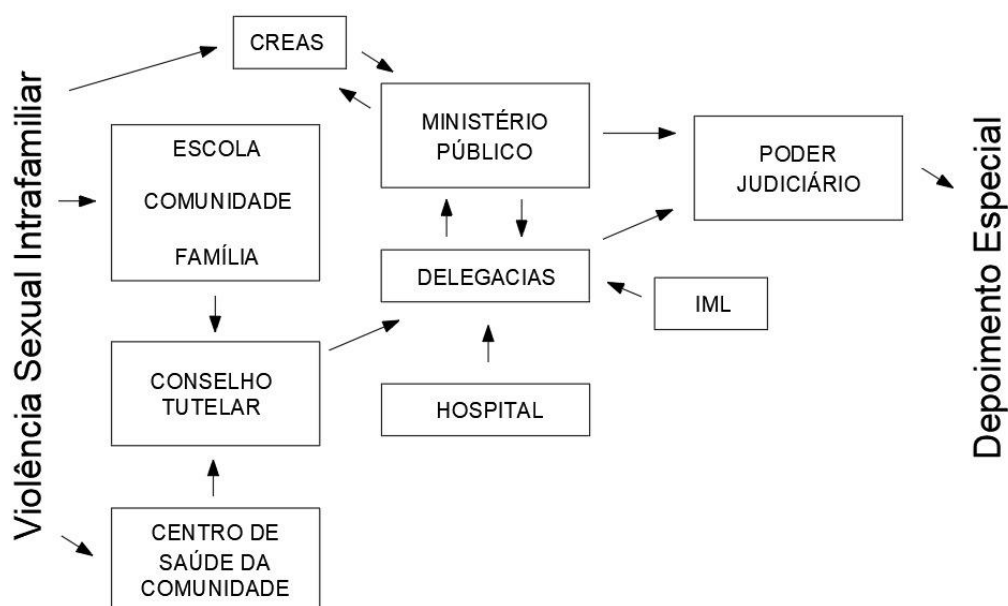 Violência Sexual Intrafamiliar
CREAS
MINISTÉRIO
PÚBLICO
PODER
JUDICIÁRIO
Depoimento Especial
ESCOLA
COMUNIDADE
FAMÍLIA
DELEGACIAS
IML
CONSELHO
TUTELAR
HOSPITAL
CENTRO DE
SAÚDE DA
COMUNIDADE